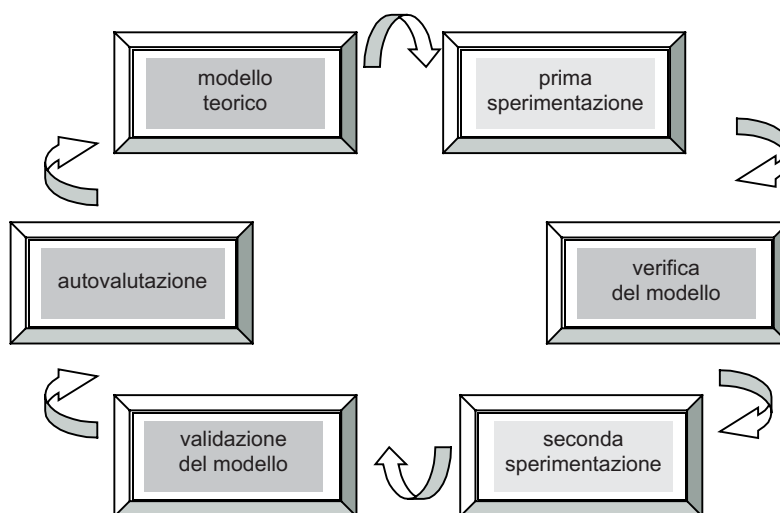 modello
teorico
prima
sperimentazione
verifica
del modello
seconda
sperimentazione
validazione
del modello
autovalutazione